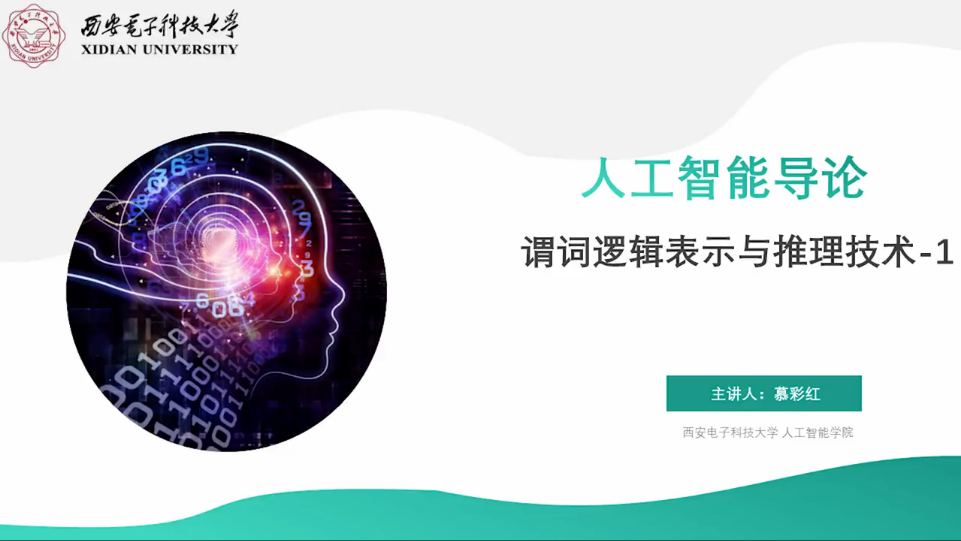 西安电子科技大学
XIDIAN UNIVERSITY
人工智能导论
谓词逻辑表示与推理技术-1
主讲人：慕彩红
西安电子科技大学 人工智能学院